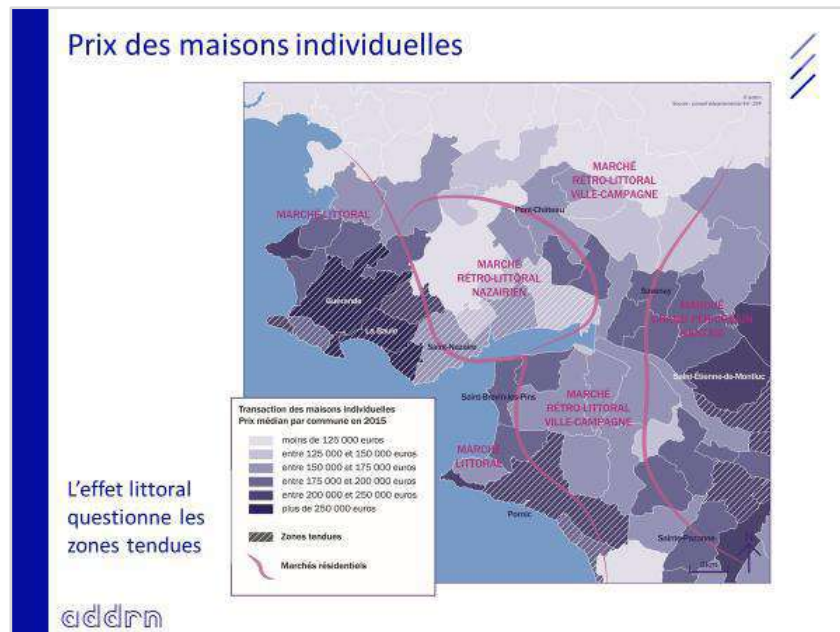 Prix des maisons individuelles
MARCHÉ
RÉTRO-LITTORAL
VILLE-CAMPAGNE
MARCHÉ LITTORAL
Pont-Château
MARCHÉ
RÉTRO-LITTORAL
NAZAIRIEN
Savenay
MARCHÉ
Guérande
La Baule
Saint-Nazaire
Saint-Étienne-de-Montluc
Saint-Brevin-les-Pins
MARCHÉ
RÉTRO-LITTORAL
VILLE-CAMPAGNE
MARCHÉ
LITTORAL
Pornic
Sainte-Pazanne
Transaction des maisons individuelles
Prix médian par commune en 2015
moins de 125 000 euros
entre 125 000 et 150 000 euros
entre 150 000 et 175 000 euros
entre 175 000 et 200 000 euros
entre 200 000 et 250 000 euros
plus de 250 000 euros
Zones tendues
Marchés résidentiels
L'effet littoral
questionne les
zones tendues
addrn